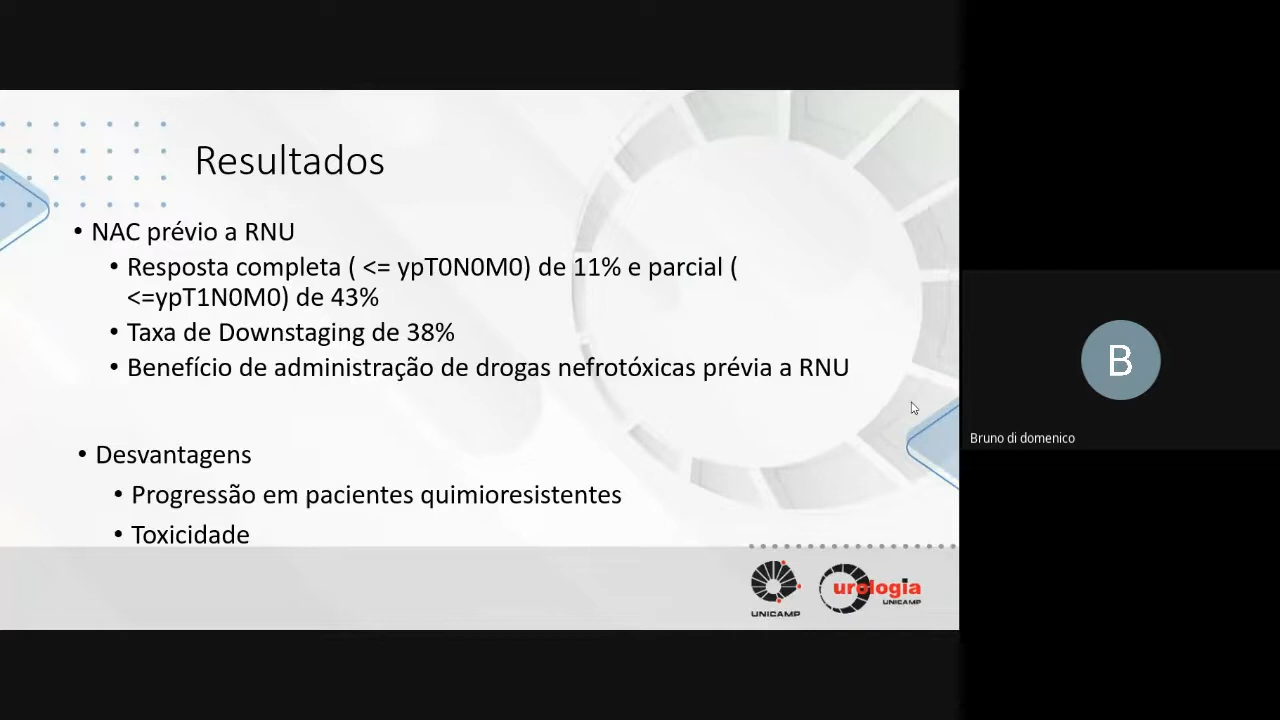 Resultados
• NAC prévio a RNU
• Resposta completa ( <= ypT0N0M0) de 11% e parcial (
<=ypT1N0M0) de 43%
• Taxa de Downstaging de 38%
• Benefício de administração de drogas nefrotóxicas prévia a RNU
• Desvantagens
• Progressão em pacientes quimioresistentes
• Toxicidade
UNICAMP
urologia
UNICAMP
B
Bruno di domenico